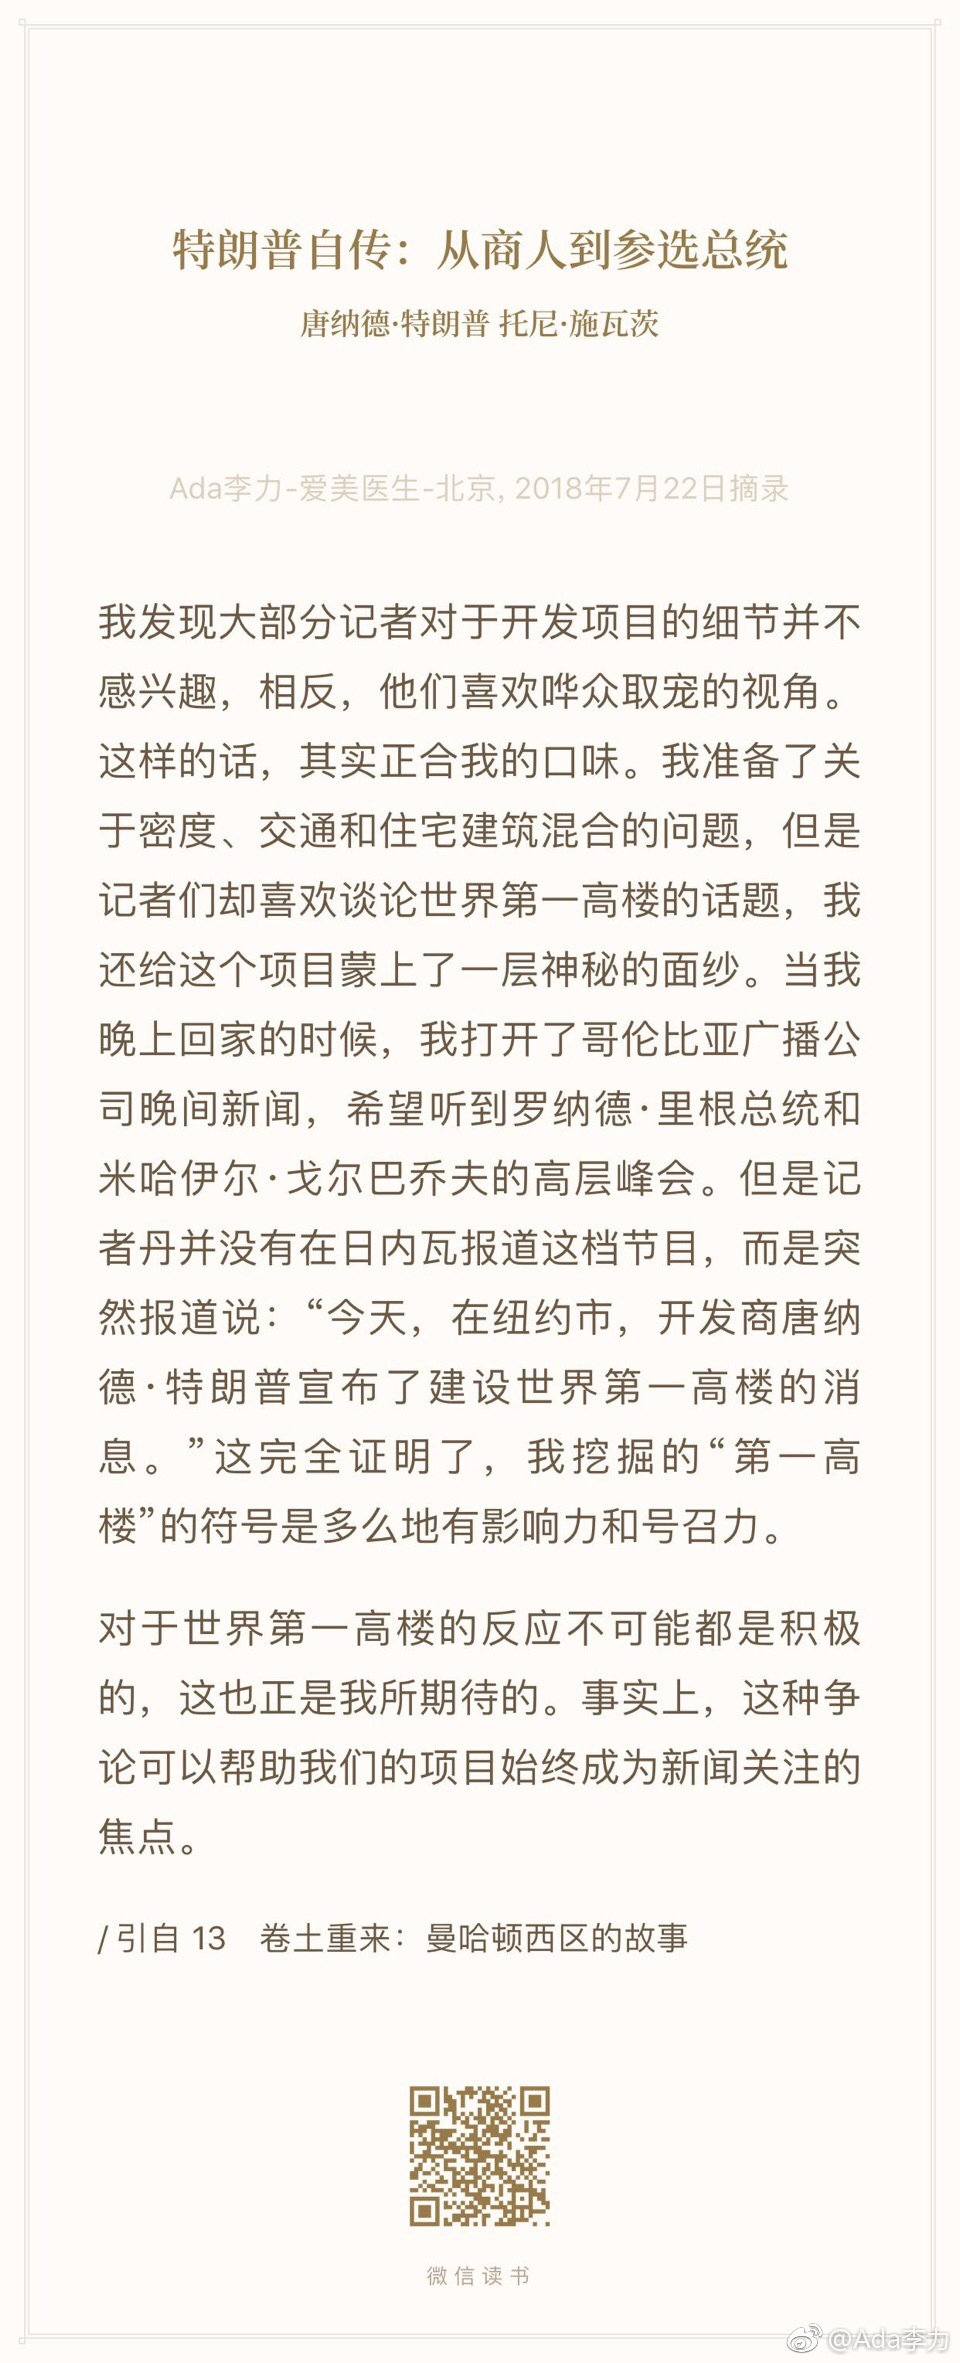 特朗普自传：从商人到参选总统
唐纳德·特朗普 托尼·施瓦茨
Ada李力-爱美医生-北京, 2018年7月22日摘录
我发现大部分记者对于开发项目的细节并不
感兴趣，相反，他们喜欢哗众取宠的视角。
这样的话，其实正合我的口味。我准备了关
于密度、交通和住宅建筑混合的问题，但是
记者们却喜欢谈论世界第一高楼的话题，我
还给这个项目蒙上了一层神秘的面纱。当我
晚上回家的时候，我打开了哥伦比亚广播公
司晚间新闻，希望听到罗纳德·里根总统和
米哈伊尔·戈尔巴乔夫的高层峰会。但是记
者丹并没有在日内瓦报道这档节目，而是突
然报道说：“今天，在纽约市，开发商唐纳
德·特朗普宣布了建设世界第一高楼的消
息。”这完全证明了，我挖掘的“第一高
楼”的符号是多么地有影响力和号召力。
对于世界第一高楼的反应不可能都是积极
的，这也正是我所期待的。事实上，这种争
论可以帮助我们的项目始终成为新闻关注的
焦点。
/ 引自 13　卷土重来：曼哈顿西区的故事
微信读书
@Ada李力